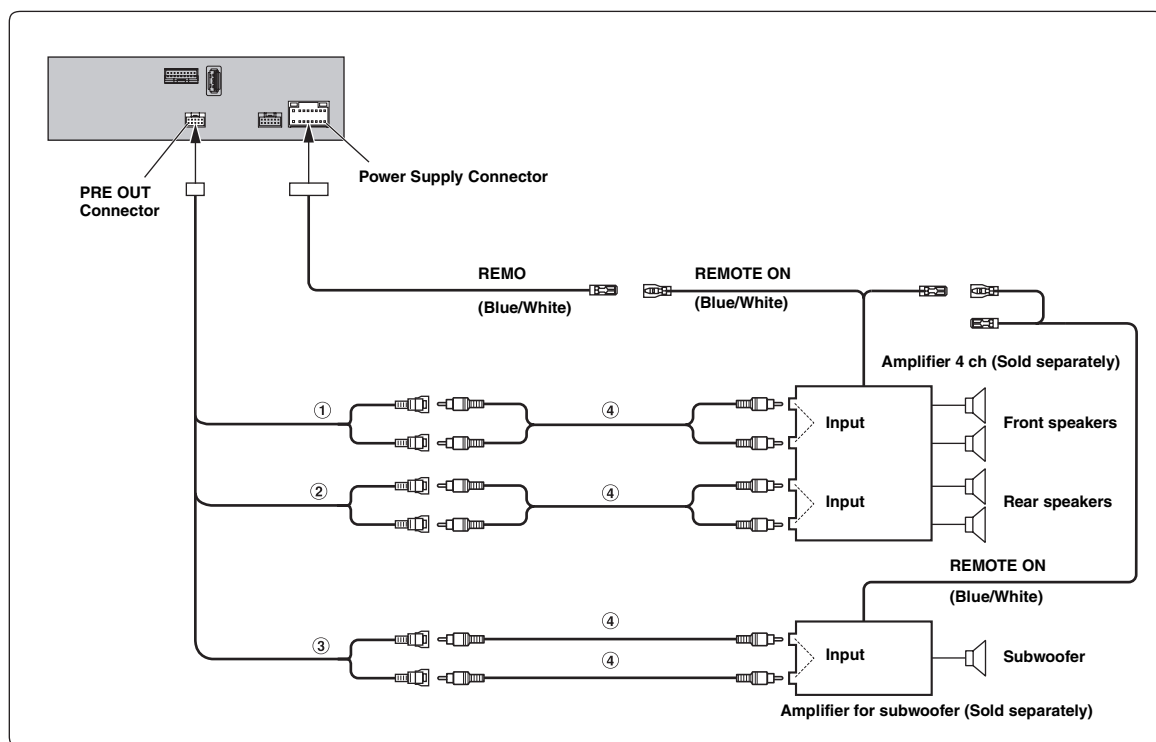 PRE OUT
Connector
Power Supply Connector
REMO
(Blue/White)
REMOTE ON
(Blue/White)
Amplifier 4 ch (Sold separately)
①
④
Input
Front speakers
②
④
Input
Rear speakers
REMOTE ON
(Blue/White)
③
④
④
Input
Subwoofer
Amplifier for subwoofer (Sold separately)